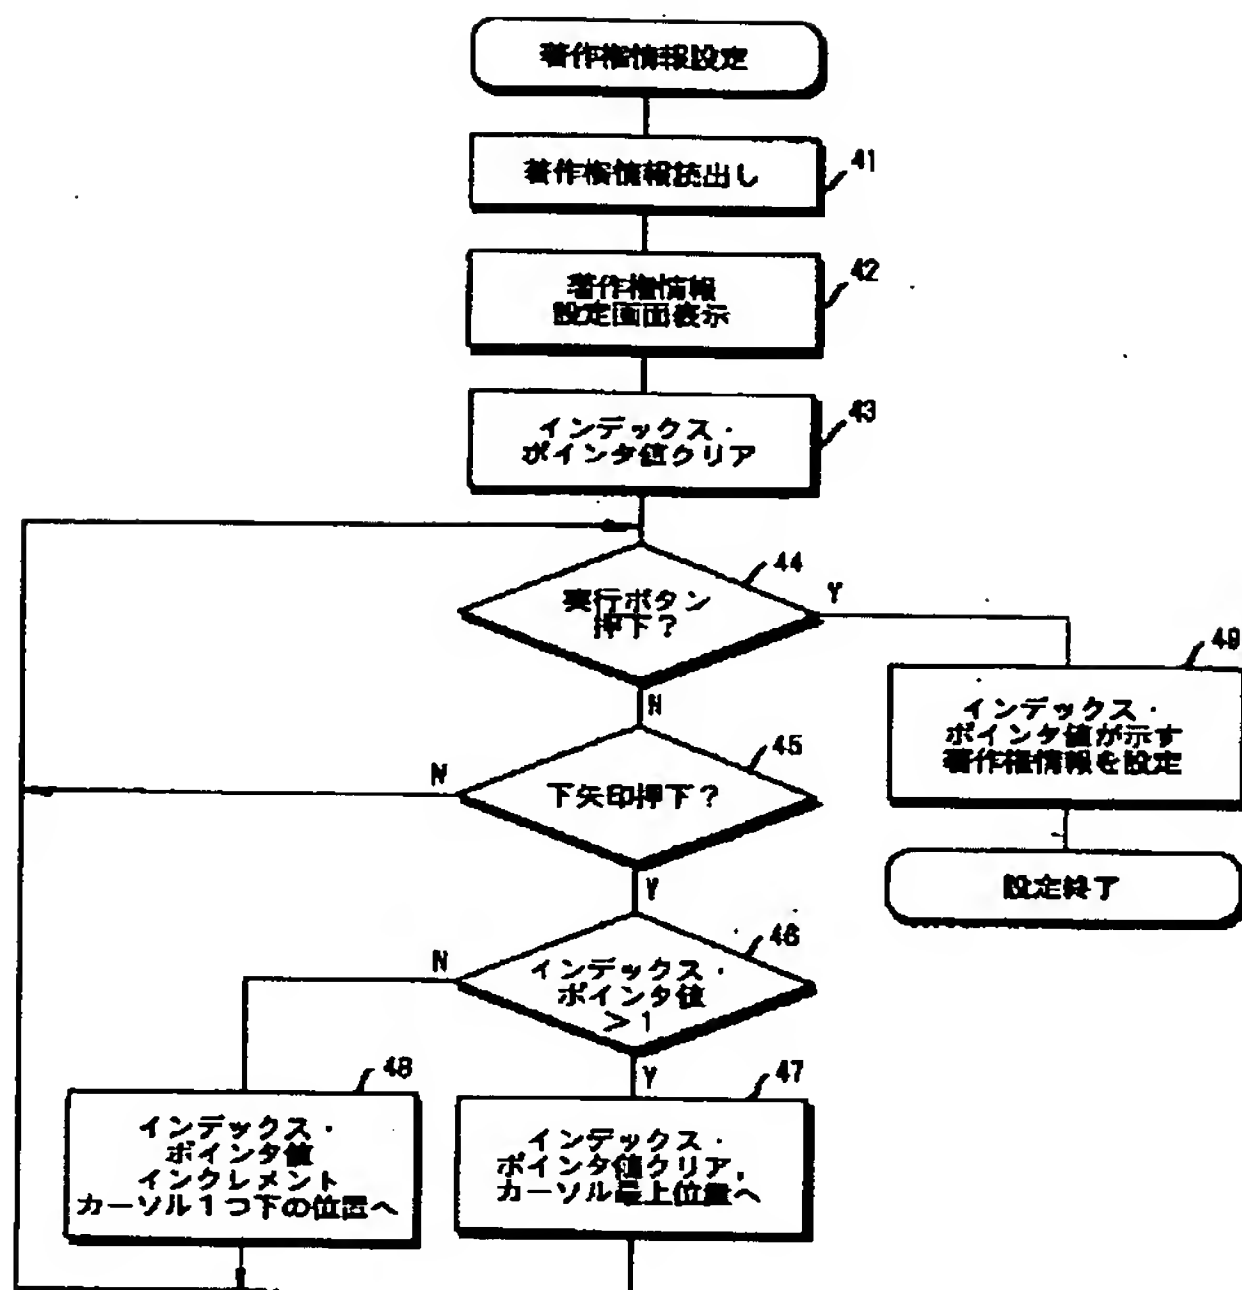 著作権情報設定
著作権情報読出し
41
著作権情報
設定画面表示
42
インデックス・
ポインタ値クリア
43
実行ボタン
押下？
44
Y
N
インデックス・
ポインタ値が示す
著作権情報を設定
49
設定終了
下矢印押下？
45
N
Y
インデックス・
ポインタ値
＞１
46
N
Y
インデックス・
ポインタ値
インクレメント
カーソル１つ下の位置へ
48
インデックス・
ポインタ値クリア，
カーソル最上位置へ
47